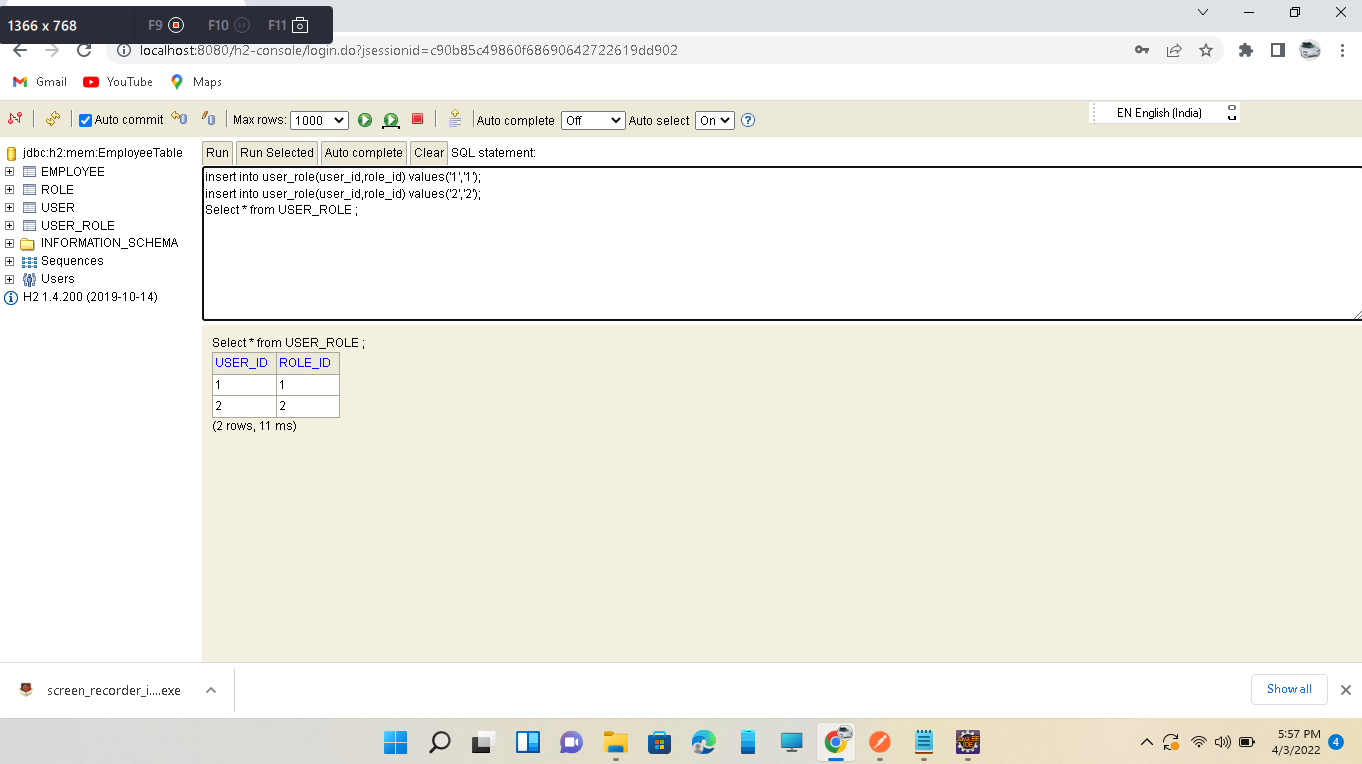 1366 x 768 F9 F10 F11
localhost:8080/h2-console/login.do?jsessionid=c90b85c49860f68690642722619dd902
Gmail YouTube Maps
Auto commit Max rows: 1000 Auto complete Off Auto select On ? EN English (India)
jdbc:h2:mem:EmployeeTable
EMPLOYEE
ROLE
USER
USER_ROLE
INFORMATION_SCHEMA
Sequences
Users
H2 1.4.200 (2019-10-14)
Run Run Selected Auto complete Clear SQL statement:
insert into user_role(user_id,role_id) values('1','1');
insert into user_role(user_id,role_id) values('2','2');
Select * from USER_ROLE ;
Select * from USER_ROLE ;
USER_ID ROLE_ID
1 1
2 2
(2 rows, 11 ms)
screen_recorder_i....exe Show all
5:57 PM
4/3/2022 4